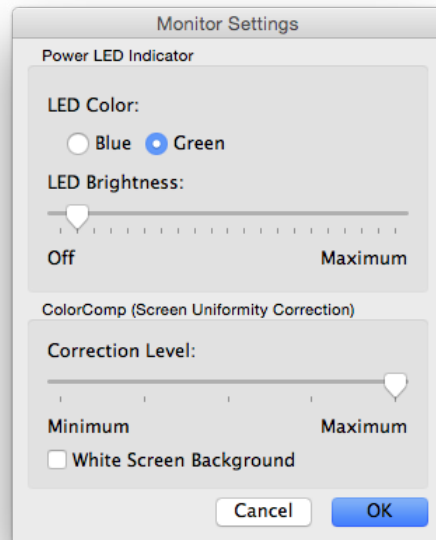 Monitor Settings
Power LED Indicator
LED Color:
Blue Green
LED Brightness:
Off Maximum
ColorComp (Screen Uniformity Correction)
Correction Level:
Minimum Maximum
White Screen Background
Cancel OK